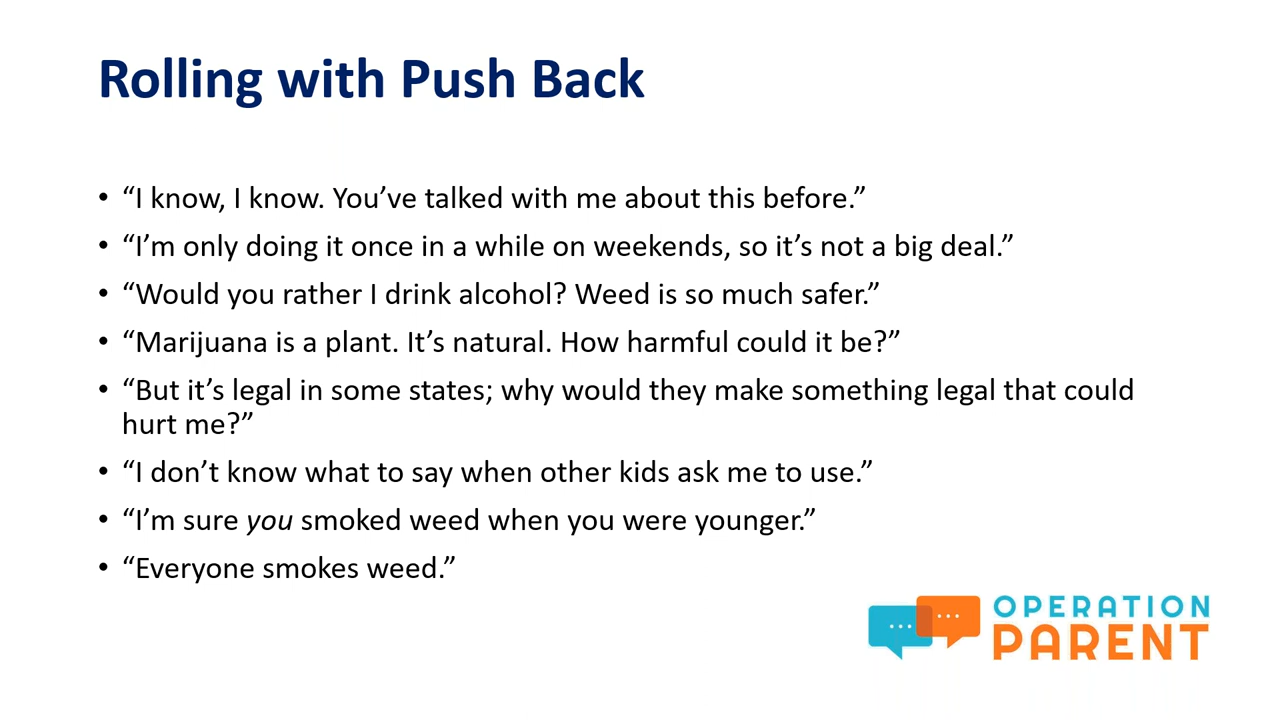 Rolling with Push Back
• “I know, I know. You’ve talked with me about this before.”
• “I’m only doing it once in a while on weekends, so it’s not a big deal.”
• “Would you rather I drink alcohol? Weed is so much safer.”
• “Marijuana is a plant. It’s natural. How harmful could it be?”
• “But it’s legal in some states; why would they make something legal that could
hurt me?”
• “I don’t know what to say when other kids ask me to use.”
• “I’m sure you smoked weed when you were younger.”
• “Everyone smokes weed.”
OPERATION
PARENT